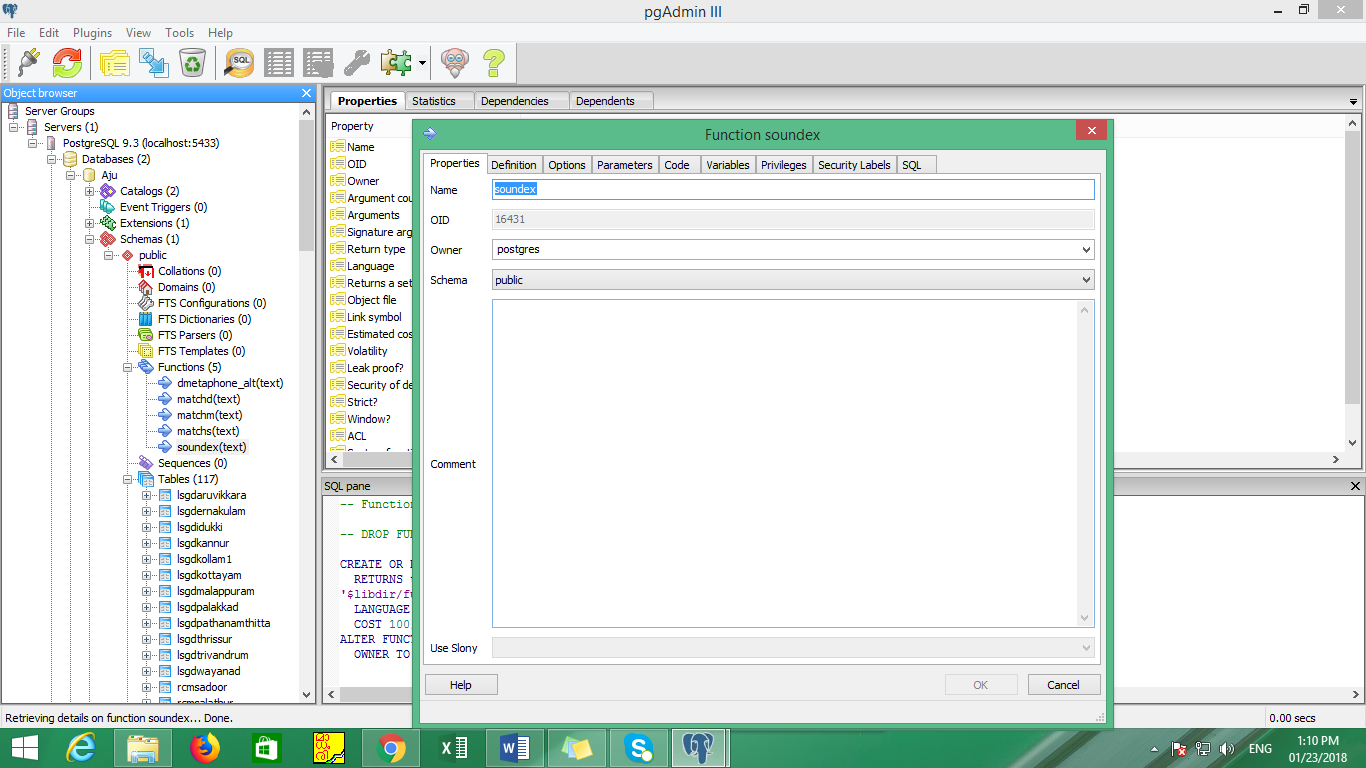 pgAdmin III
File Edit Plugins View Tools Help
SQL
Object browser
Server Groups
Servers (1)
PostgreSQL 9.3 (localhost:5433)
Databases (2)
Aju
Catalogs (2)
Event Triggers (0)
Extensions (1)
Schemas (1)
public
Collations (0)
Domains (0)
FTS Configurations (0)
FTS Dictionaries (0)
FTS Parsers (0)
FTS Templates (0)
Functions (5)
dmetaphone_alt(text)
matchd(text)
matchm(text)
matchs(text)
soundex(text)
Sequences (0)
Tables (117)
lsgdaruvikkara
lsgdernakulam
lsgdidukki
lsgdkannur
lsgdkollam1
lsgdkottayam
lsgdmalappuram
lsgdpalakkad
lsgdpathanamthitta
lsgdthrissur
lsgdtrivandrum
lsgdwayanad
rcmsadoor
Properties Statistics Dependencies Dependents
Property
Name
OID
Owner
Argument cou
Arguments
Signature arg
Return type
Language
Returns a set
Object file
Link symbol
Estimated cos
Volatility
Leak proof?
Security of de
Strict?
Window?
ACL
SQL pane
-- Function
-- DROP FUN
CREATE OR
RETURNS
'$libdir/fu
LANGUAGE
COST 100
ALTER FUNCT
OWNER TO
Function soundex
Properties Definition Options Parameters Code Variables Privileges Security Labels SQL
Name soundex
OID 16431
Owner postgres
Schema public
Comment
Use Slony
Help OK Cancel
Retrieving details on function soundex... Done. 0.00 secs
ENG 1:10 PM
01/23/2018